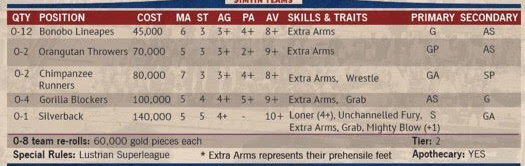 SIMYIN TEAMS
QTY POSITION COST MA ST AG PA AV SKILLS & TRAITS PRIMARY SECONDARY
0-12 Bonobo Lineapes 45,000 6 3 3+ 4+ 8+ Extra Arms G AS
0-2 Orangutan Throwers 70,000 5 3 3+ 2+ 9+ Extra Arms GP AS
0-2 Chimpanzee Runners 80,000 7 3 3+ 4+ 8+ Extra Arms, Wrestle GA SP
0-4 Gorilla Blockers 100,000 5 4 4+ 5+ 9+ Extra Arms, Grab AS G
0-1 Silverback 140,000 5 5 4+ - 10+ Loner (4+), Unchannelled Fury, S GA
Extra Arms, Grab, Mighty Blow (+1)
0-8 team re-rolls: 60,000 gold pieces each Tier: 2
Special Rules: Lustrian Superleague * Extra Arms represents their prehensile feet Apothecary: YES